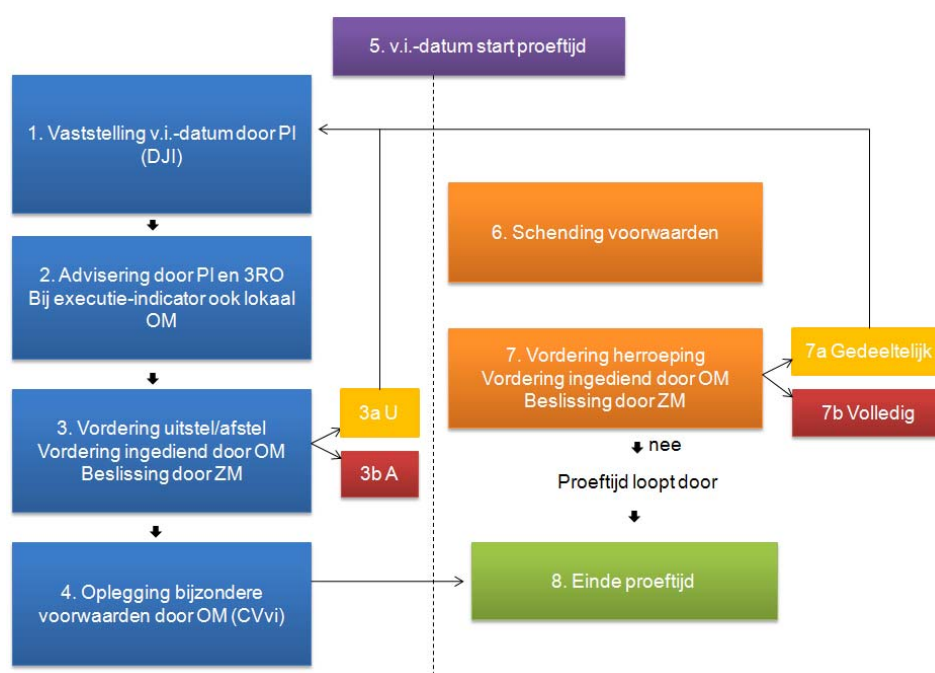 5. v.i.-datum start proeftijd
1. Vaststelling v.i.-datum door PI
(DJI)
2. Advisering door PI en 3RO
Bij executie-indicator ook lokaal
OM
3. Vordering uitstel/afstel
Vordering ingediend door OM
Beslissing door ZM
3a U
3b A
4. Oplegging bijzondere
voorwaarden door OM (CVvi)
6. Schending voorwaarden
7. Vordering herroeping
Vordering ingediend door OM
Beslissing door ZM
7a Gedeeltelijk
7b Volledig
nee
Proeftijd loopt door
8. Einde proeftijd